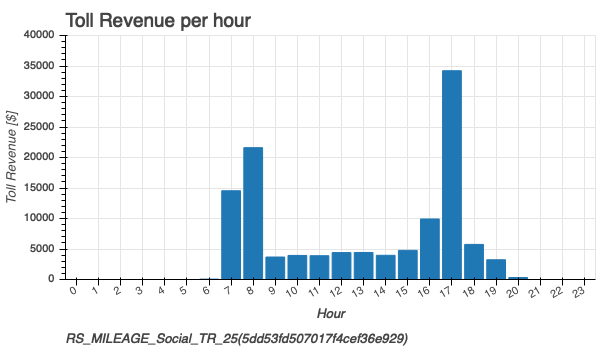 Toll Revenue per hour
40000
35000
30000
25000
20000
15000
10000
5000
0
Toll Revenue [$]
0 1 2 3 4 5 6 7 8 9 10 11 12 13 14 15 16 17 18 19 20 21 22 23
Hour
RS_MILEAGE_Social_TR_25(5dd53fd507017f4cef36e929)